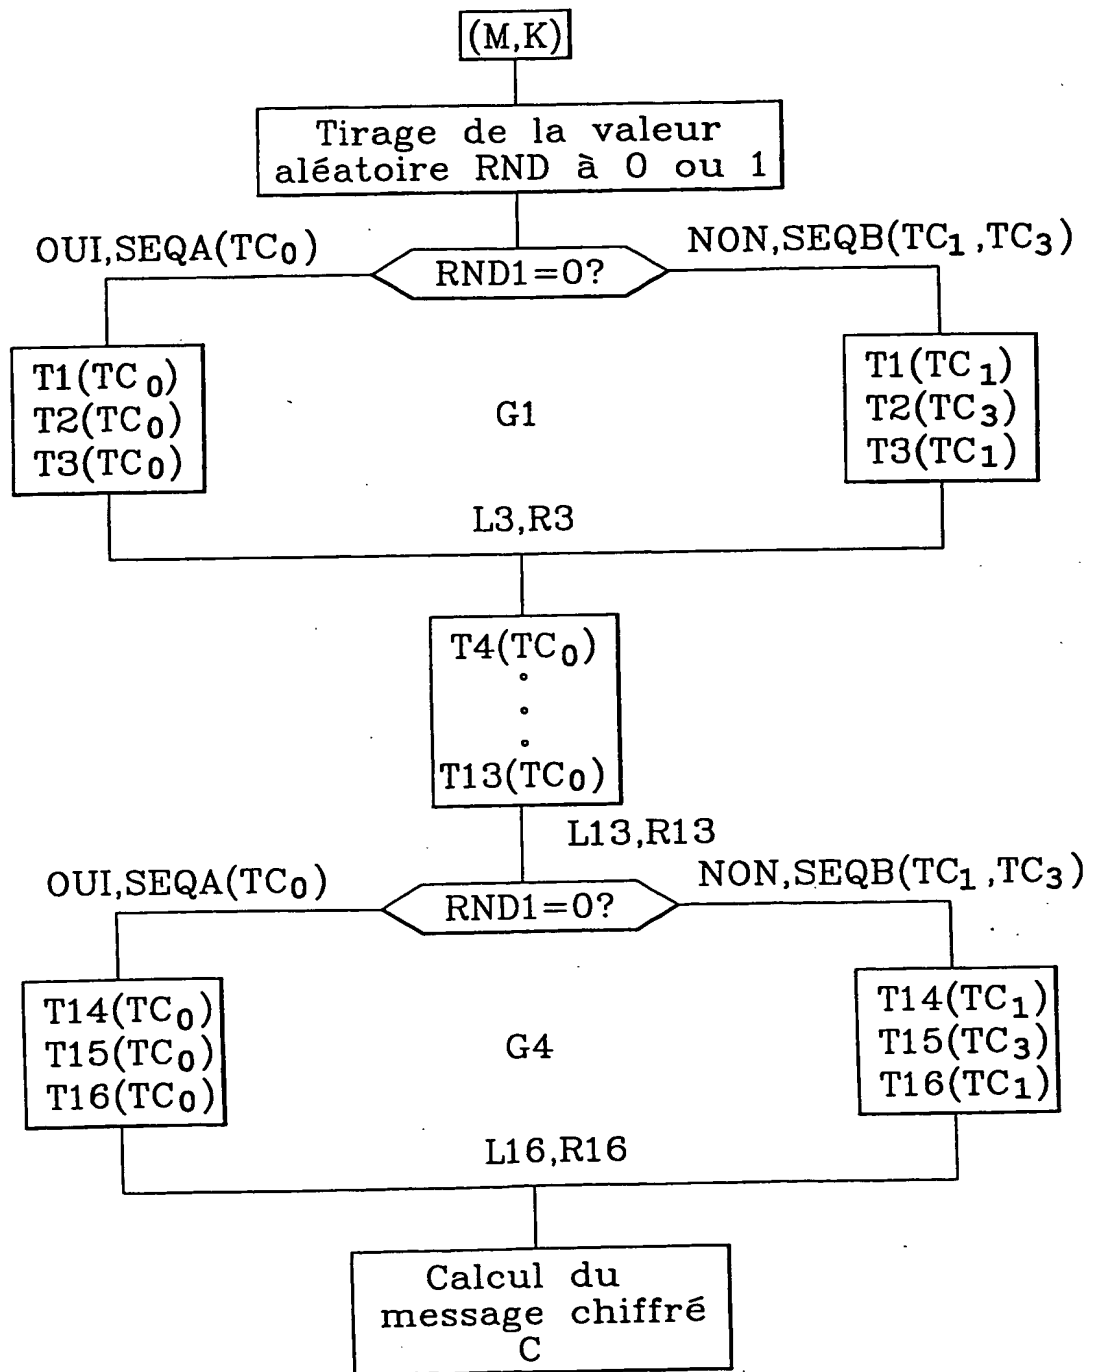 (M,K)
Tirage de la valeur
aléatoire RND à 0 ou 1
OUI,SEQA(TC₀)
NON,SEQB(TC₁,TC₃)
RND1=0?
T1(TC₀)
T2(TC₀)
T3(TC₀)
G1
T1(TC₁)
T2(TC₃)
T3(TC₁)
L3,R3
T4(TC₀)
T13(TC₀)
L13,R13
OUI,SEQA(TC₀)
NON,SEQB(TC₁,TC₃)
RND1=0?
T14(TC₀)
T15(TC₀)
T16(TC₀)
G4
T14(TC₁)
T15(TC₃)
T16(TC₁)
L16,R16
Calcul du
message chiffré
C